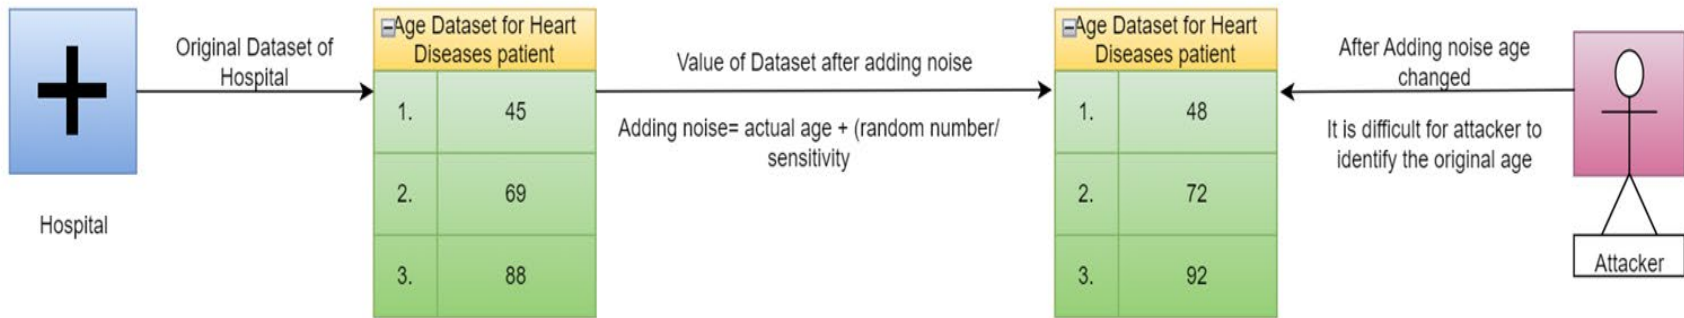 Original Dataset of
Hospital
Hospital
Age Dataset for Heart
Diseases patient
1. 45
2. 69
3. 88
Value of Dataset after adding noise
Adding noise= actual age + (random number/
sensitivity
Age Dataset for Heart
Diseases patient
1. 48
2. 72
3. 92
After Adding noise age
changed
It is difficult for attacker to
identify the original age
Attacker